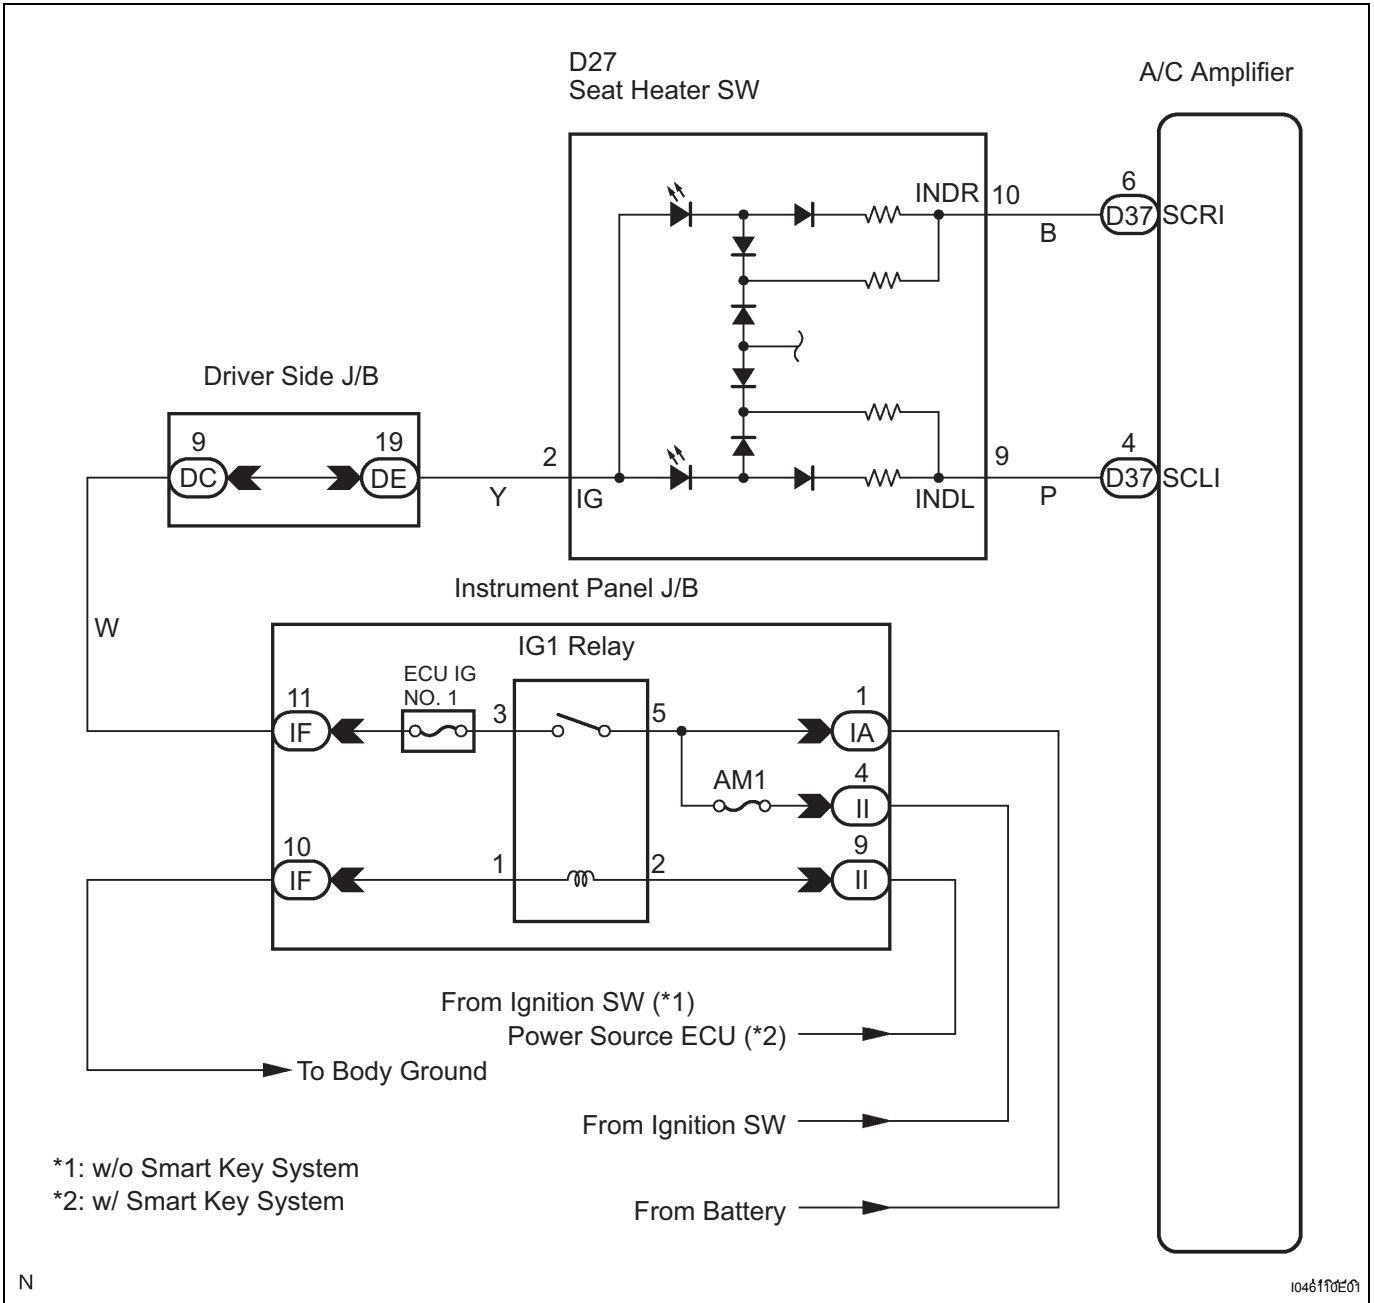 D27
Seat Heater SW
A/C Amplifier
INDR
10
B
6
D37
SCRI
Driver Side J/B
9
DC
19
DE
Y
2
IG
INDL
9
P
4
D37
SCLI
Instrument Panel J/B
W
IG1 Relay
ECU IG
NO. 1
11
IF
3
5
1
IA
AM1
4
II
10
IF
1
2
9
II
From Ignition SW (*1)
Power Source ECU (*2)
To Body Ground
From Ignition SW
*1: w/o Smart Key System
*2: w/ Smart Key System
From Battery
N
I046110E01